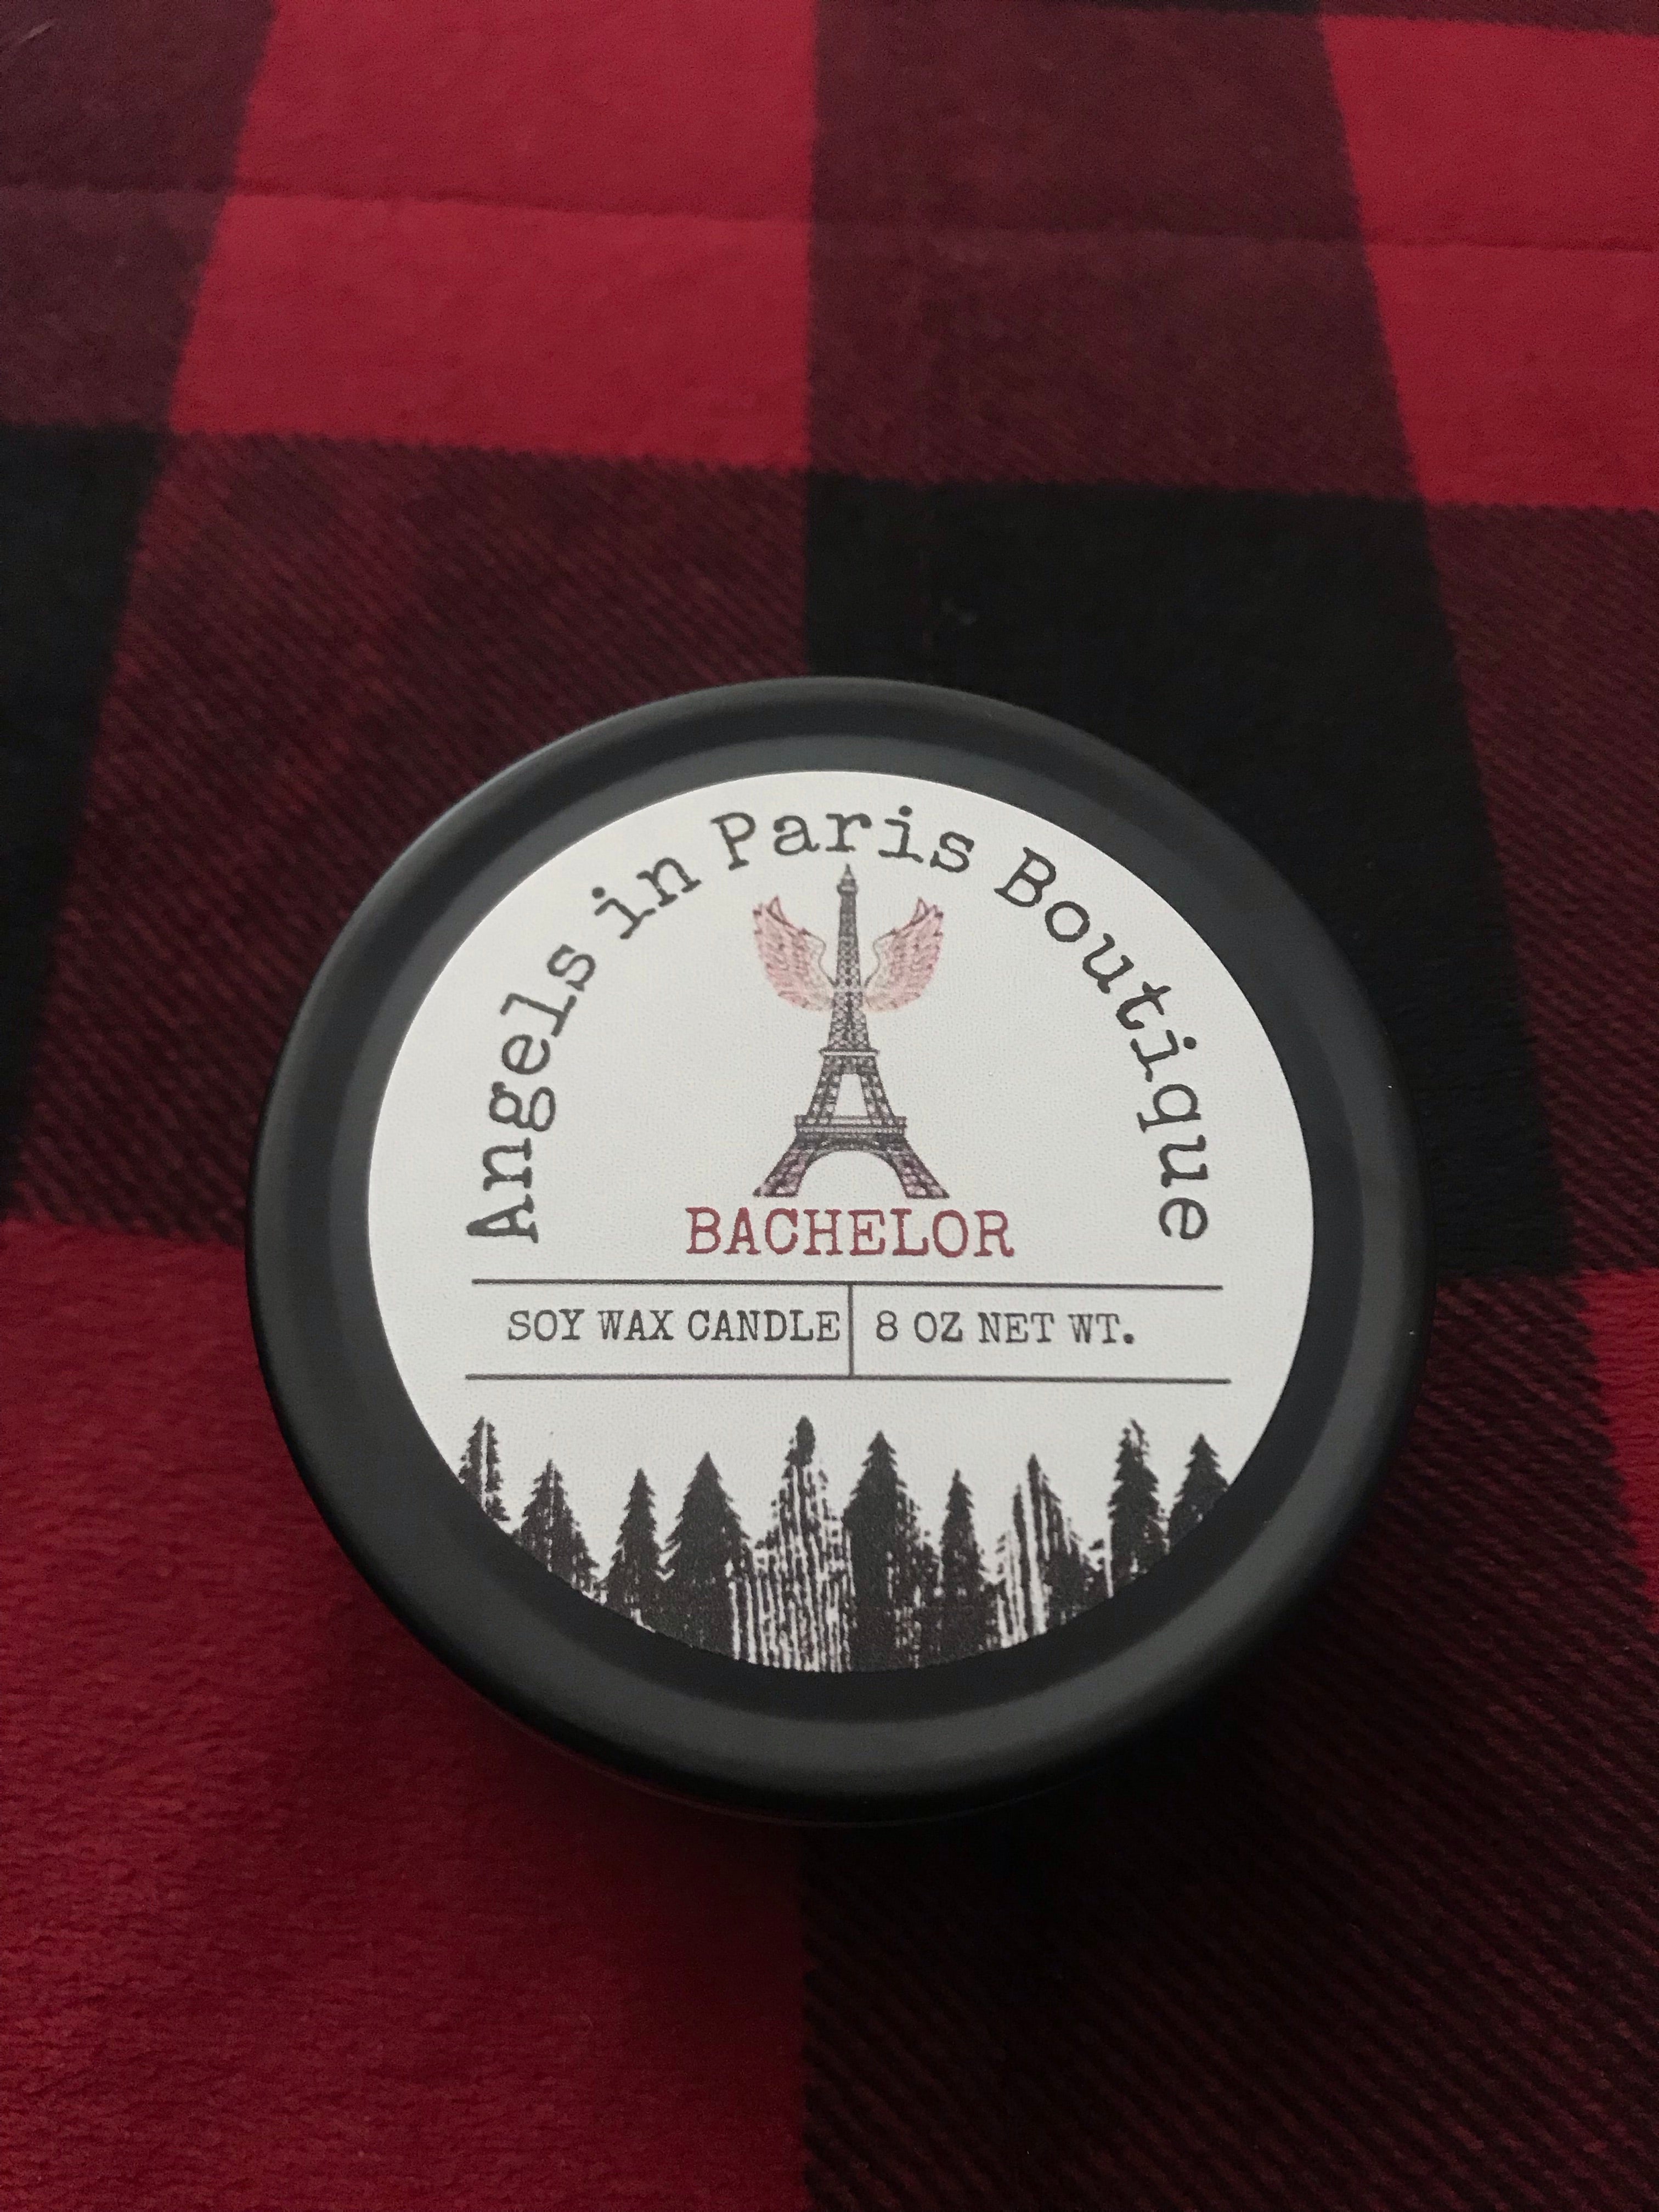 Angels in Paris Boutique
BACHELOR
SOY WAX CANDLE 8 OZ NET WT.